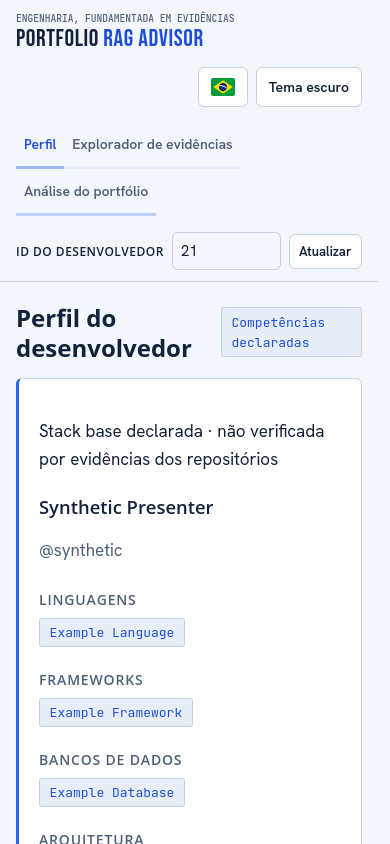 ENGENHARIA, FUNDAMENTADA EM EVIDÊNCIAS
PORTFOLIO RAG ADVISOR
Tema escuro
Perfil
Explorador de evidências
Análise do portfólio
ID DO DESENVOLVEDOR
21
Atualizar
Perfil do
desenvolvedor
Competências
declaradas
Stack base declarada · não verificada
por evidências dos repositórios
Synthetic Presenter
@synthetic
LINGUAGENS
Example Language
FRAMEWORKS
Example Framework
BANCOS DE DADOS
Example Database
ARQUITETURA